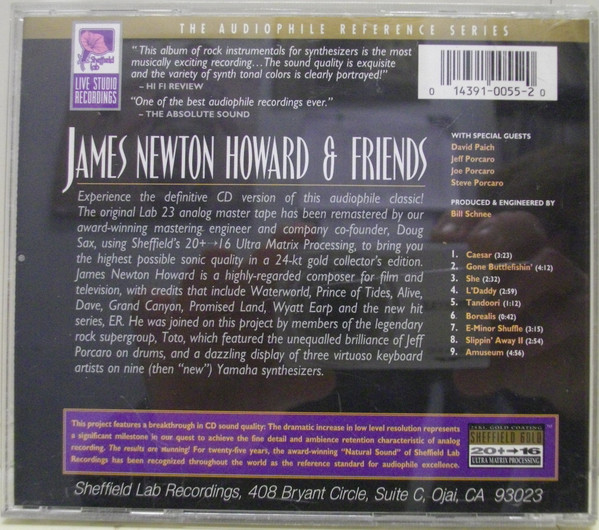 THE AUDIOPHILE REFERENCE SERIES
Sheffield
Lab
LIVE STUDIO
RECORDINGS
“This album of rock instrumentals for synthesizers is the most
musically exciting recording...The sound quality is exquisite
and the variety of synth tonal colors is clearly portrayed!”
– HI FI REVIEW
“One of the best audiophile recordings ever.”
– THE ABSOLUTE SOUND
0 14391-0055-2 0
JAMES NEWTON HOWARD & FRIENDS
Experience the definitive CD version of this audiophile classic!
The original Lab 23 analog master tape has been remastered by our
award-winning mastering engineer and company co-founder, Doug
Sax, using Sheffield's 20+→16 Ultra Matrix Processing, to bring you
the highest possible sonic quality in a 24-kt gold collector's edition.
James Newton Howard is a highly-regarded composer for film and
television, with credits that include Waterworld, Prince of Tides, Alive,
Dave, Grand Canyon, Promised Land, Wyatt Earp and the new hit
series, ER. He was joined on this project by members of the legendary
rock supergroup, Toto, which featured the unequalled brilliance of Jeff
Porcaro on drums, and a dazzling display of three virtuoso keyboard
artists on nine (then “new”) Yamaha synthesizers.
WITH SPECIAL GUESTS
David Paich
Jeff Porcaro
Joe Porcaro
Steve Porcaro
PRODUCED & ENGINEERED BY
Bill Schnee
1. Caesar (3:23)
2. Gone Buttlefishin' (4:12)
3. She (2:32)
4. L'Daddy (2:59)
5. Tandoori (1:12)
6 Borealis (0:42)
7. E-Minor Shuffle (3:15)
8. Slippin' Away II (2:54)
9. Amuseum (4:56)
This project features a breakthrough in CD sound quality: The dramatic increase in low level resolution represents
a significant milestone in our quest to achieve the fine detail and ambience retention characteristic of analog
recording. The results are stunning! For twenty-five years, the award-winning “Natural Sound” of Sheffield Lab
Recordings has been recognized throughout the world as the reference standard for audiophile excellence.
24KT. GOLD COATING
SHEFFIELD GOLD
20+→16
ULTRA MATRIX PROCESSING
Sheffield Lab Recordings, 408 Bryant Circle, Suite C, Ojai, CA 93023